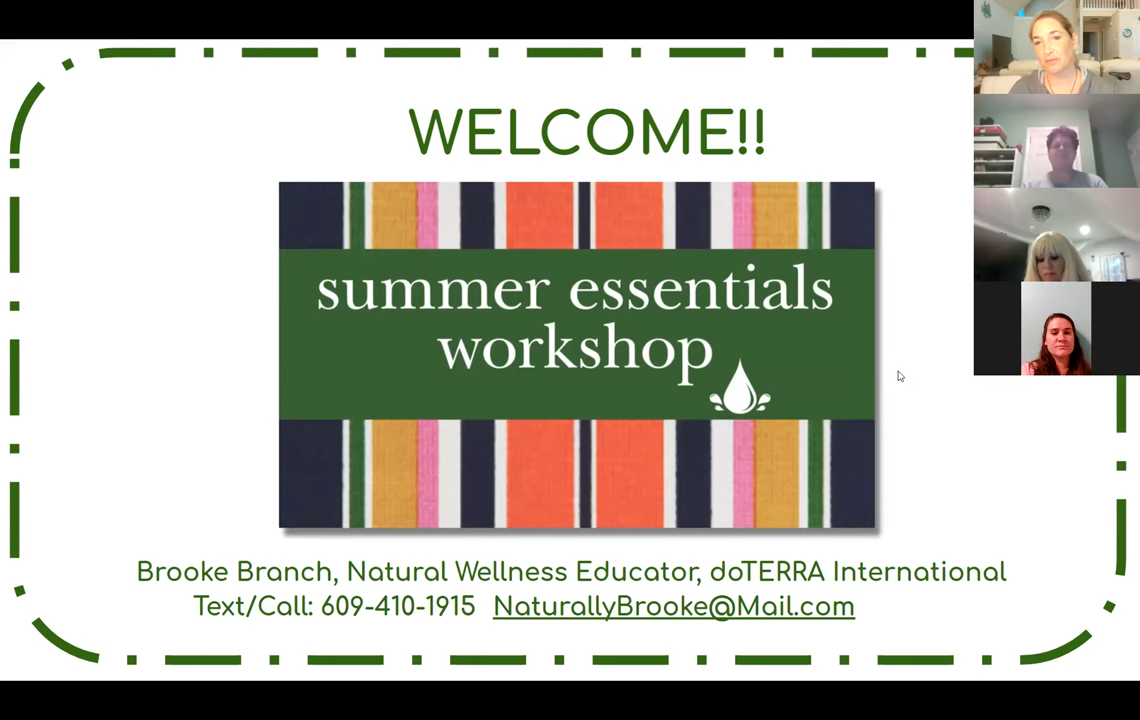 WELCOME!!
summer essentials
workshop
Brooke Branch, Natural Wellness Educator, doTERRA International
Text/Call: 609-410-1915 NaturallyBrooke@Mail.com